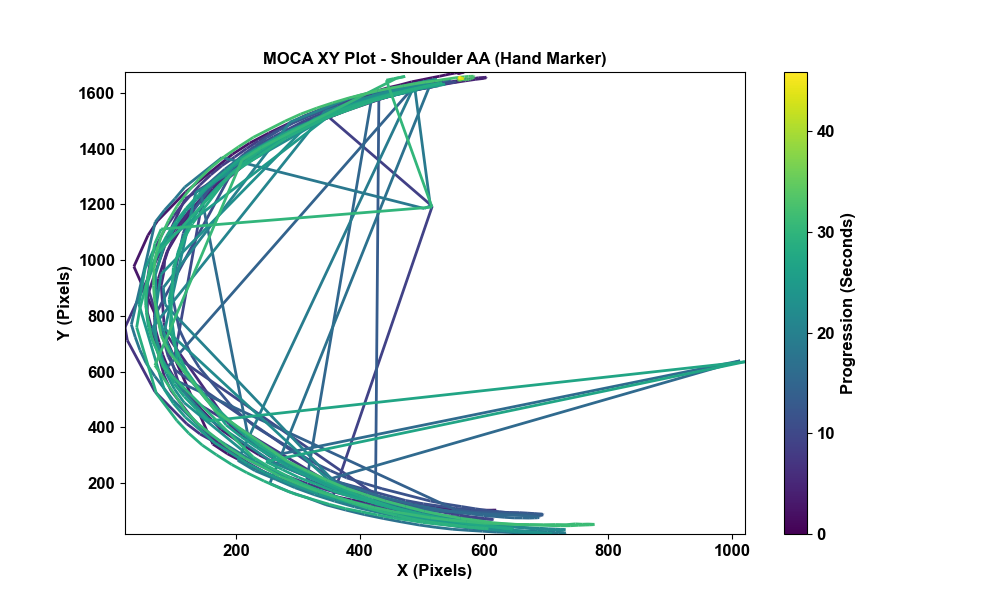 MOCA XY Plot - Shoulder AA (Hand Marker)
1600
1400
1200
1000
800
600
400
200
Y (Pixels)
200 400 600 800 1000
X (Pixels)
40
30
20
10
0
Progression (Seconds)